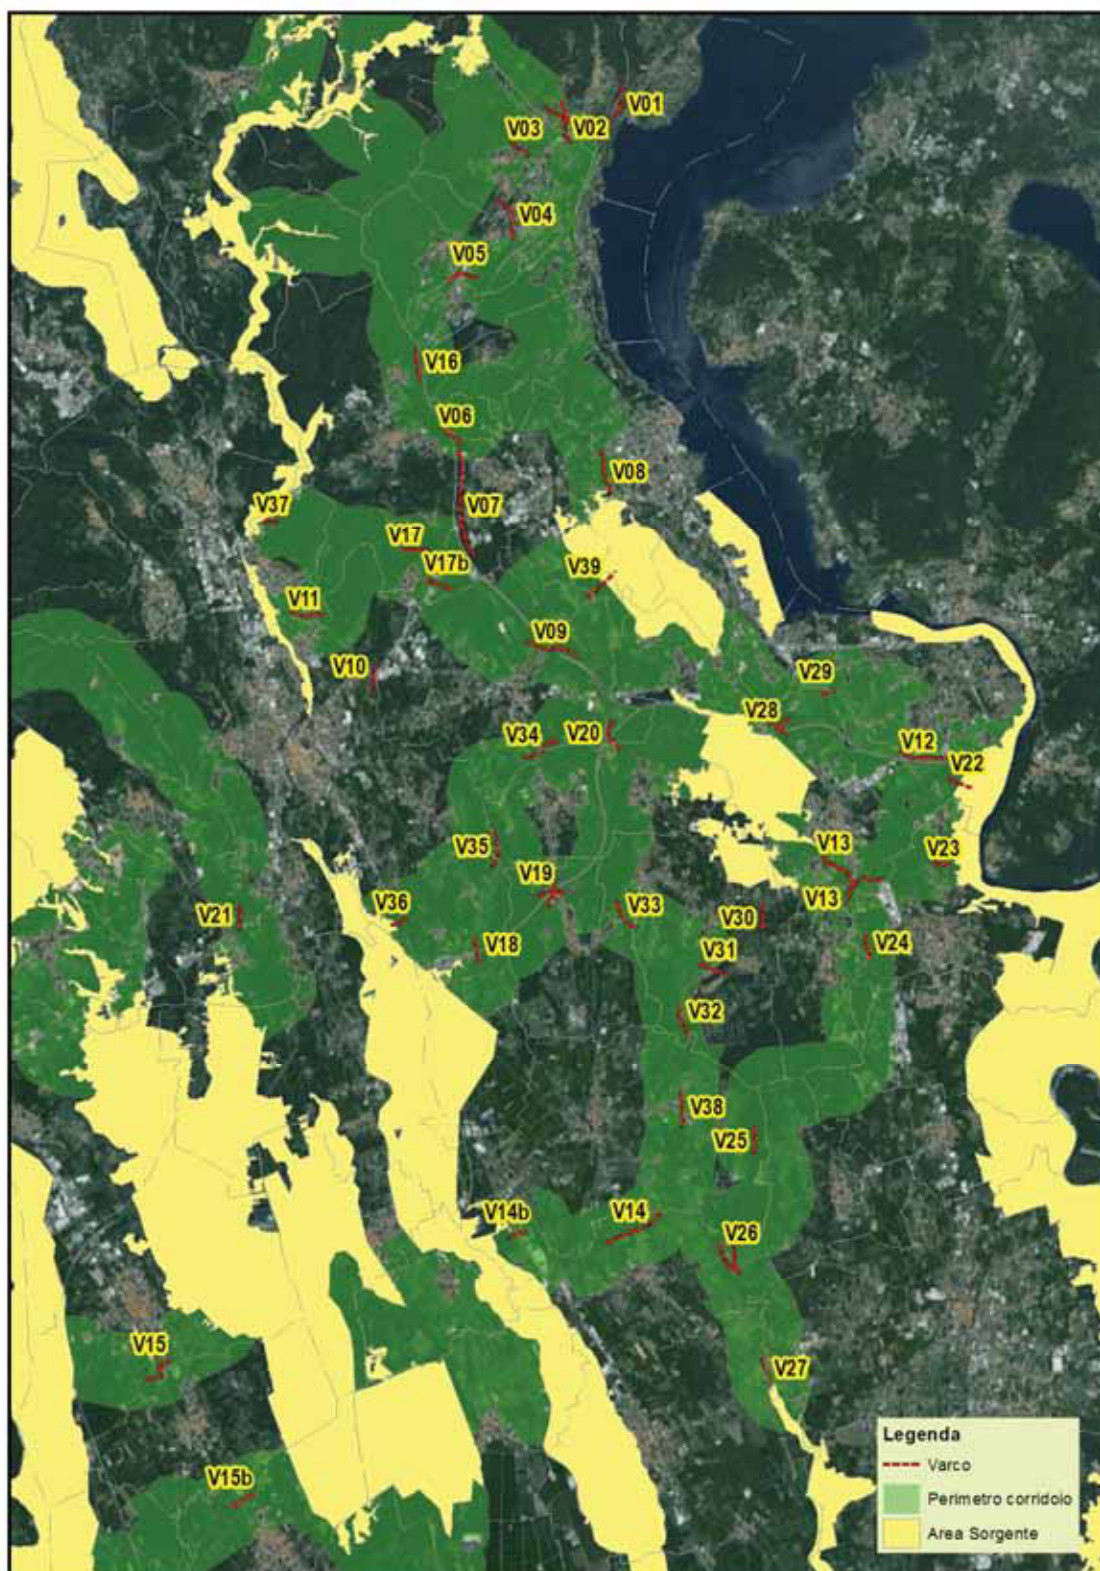 V01
V02
V03
V04
V05
V16
V06
V08
V07
V37
V17
V17b
V39
V11
V09
V10
V29
V28
V34
V20
V12
V22
V35
V13
V23
V19
V36
V33
V30
V13
V21
V18
V24
V31
V32
V38
V25
V14b
V14
V26
V15
V27
V15b
Legenda
Varco
Perimetro corridoio
Area Sorgente